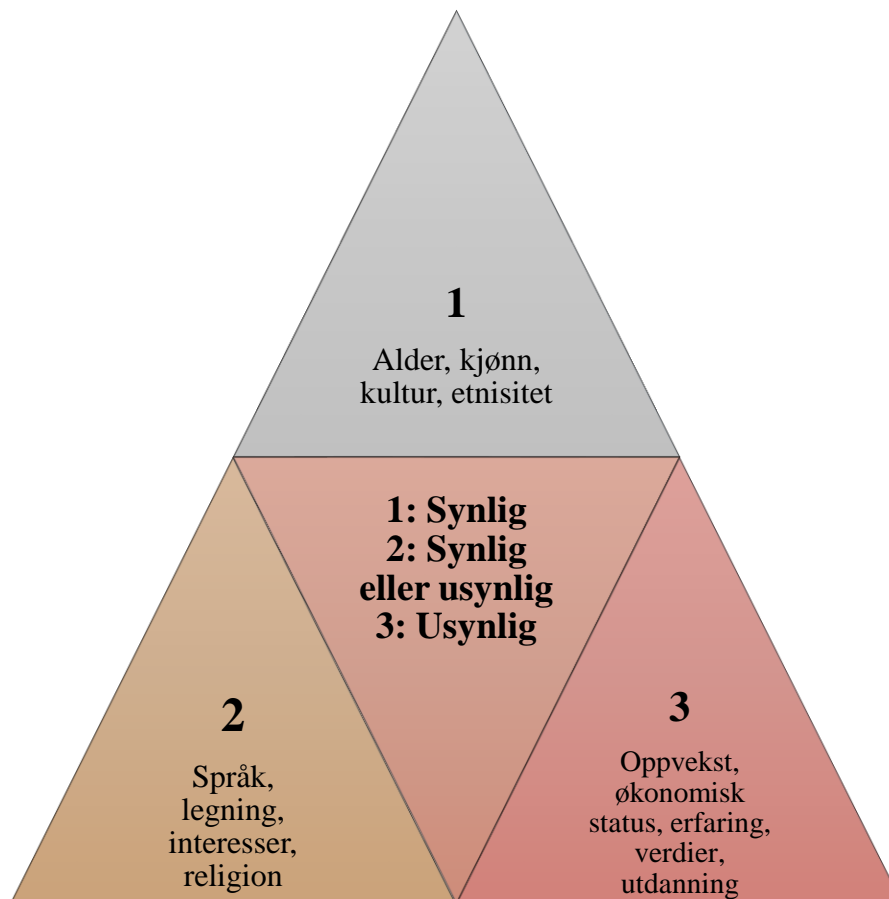 1
Alder, kjønn,
kultur, etnisitet
1: Synlig
2: Synlig
eller usynlig
3: Usynlig
2
Språk,
legning,
interesser,
religion
3
Oppvekst,
økonomisk
status, erfaring,
verdier,
utdanning